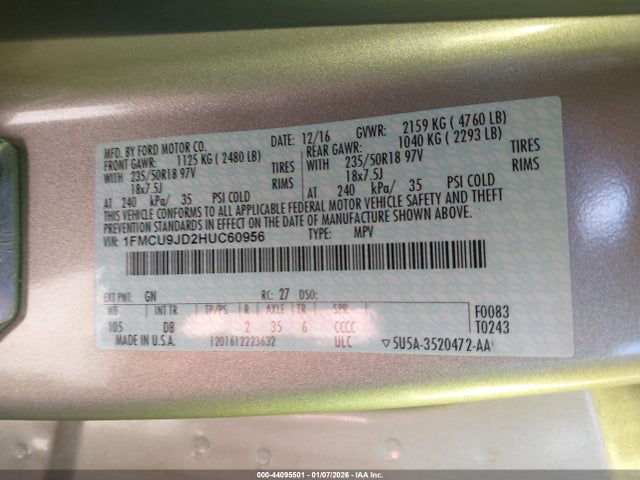 MFD. BY FORD MOTOR CO. DATE: 12/16 GVWR: 2159 KG ( 4760 LB)
FRONT GAWR: 1125 KG ( 2480 LB) REAR GAWR: 1040 KG ( 2293 LB)
WITH 235/50R18 97V TIRES WITH 235/50R18 97V TIRES
18x7.5J RIMS 18x7.5J RIMS
AT 240 kPa/ 35 PSI COLD AT 240 kPa/ 35 PSI COLD
THIS VEHICLE CONFORMS TO ALL APPLICABLE FEDERAL MOTOR VEHICLE SAFETY AND THEFT
PREVENTION STANDARDS IN EFFECT ON THE DATE OF MANUFACTURE SHOWN ABOVE.
VIN: 1FMCU9JD2HUC60956 TYPE: MPV
EXT PNT: GN RC: 27 DSO:
WB INT TR TP/PS R AXLE TR SPR F0083
105 DB 2 35 6 CCCC T0243
MADE IN U.S.A. 1201612223632 ULC ▽5U5A-3520472-AA
000-44095501 - 01/07/2026 - © IAA Inc.